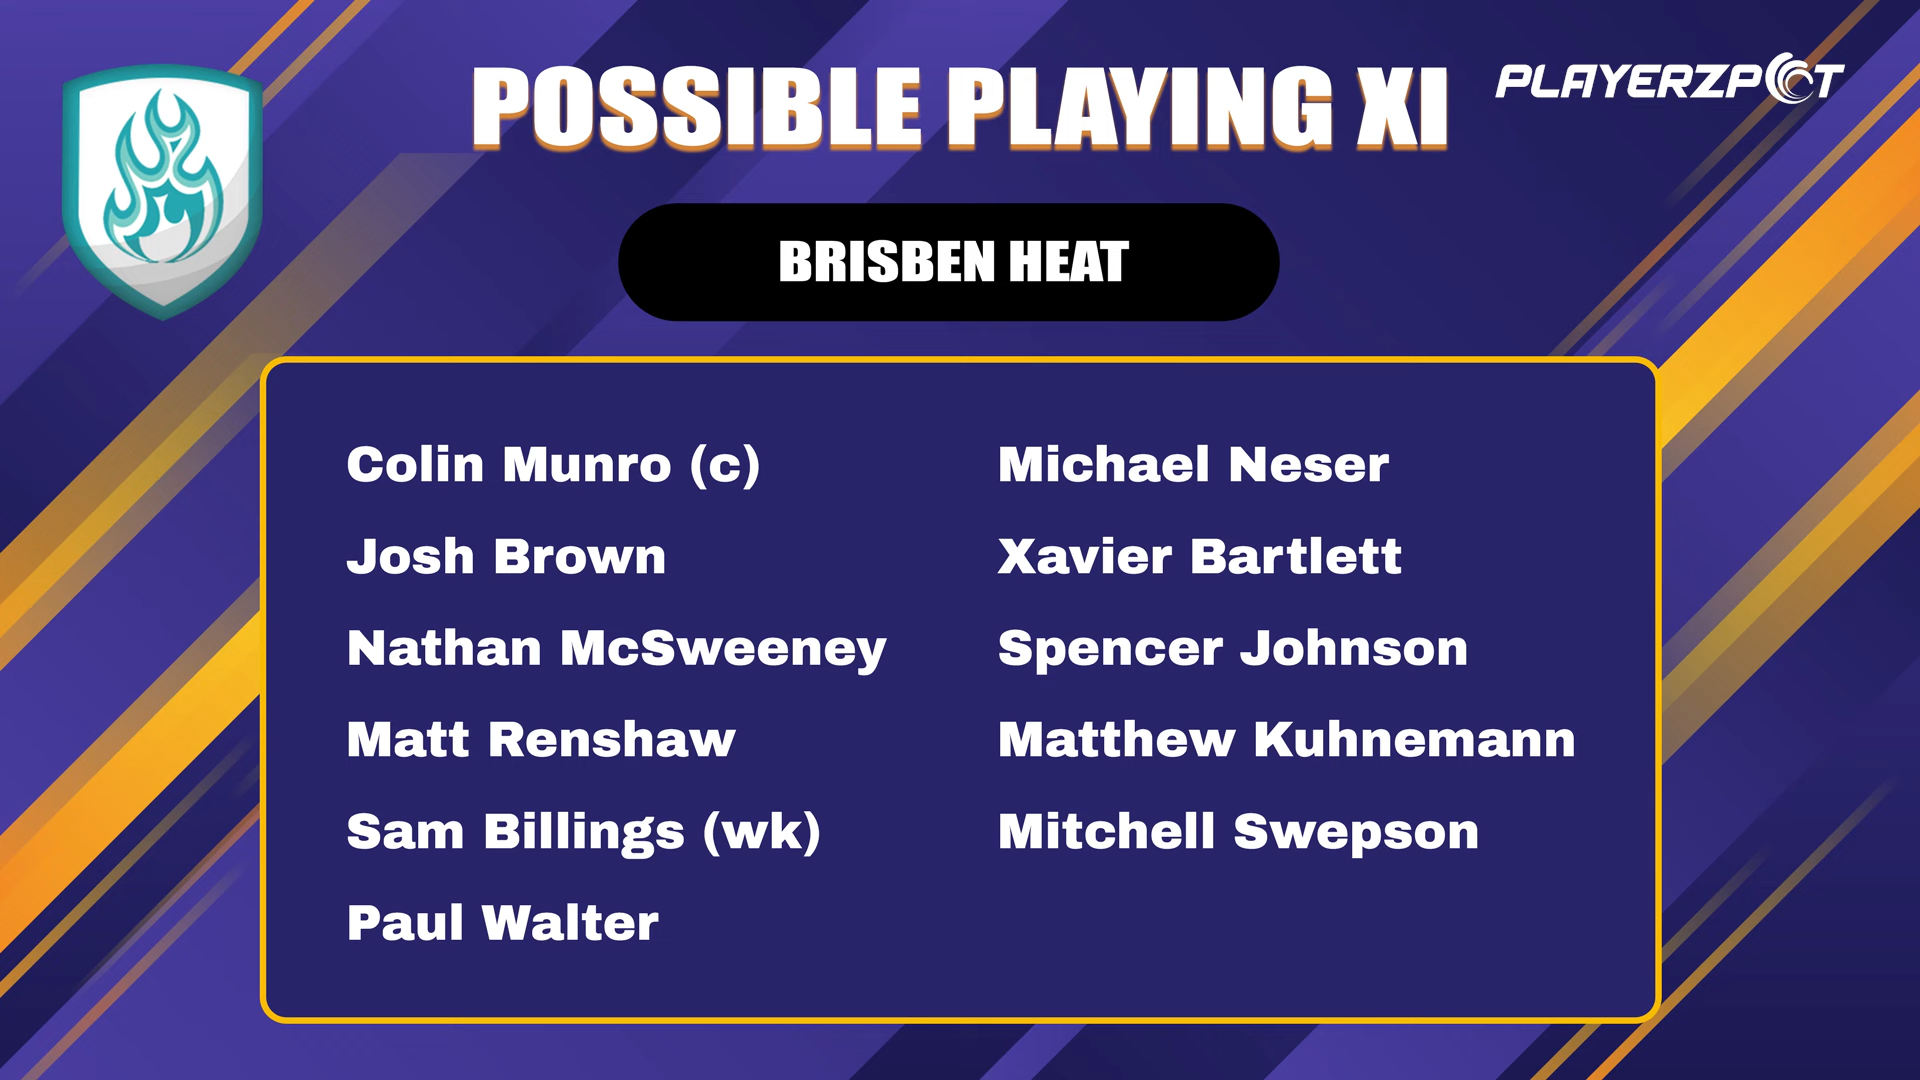 POSSIBLE PLAYING XI
PLAYERZPOT
BRISBEN HEAT
Colin Munro (c)
Josh Brown
Nathan McSweeney
Matt Renshaw
Sam Billings (wk)
Paul Walter
Michael Neser
Xavier Bartlett
Spencer Johnson
Matthew Kuhnemann
Mitchell Swepson